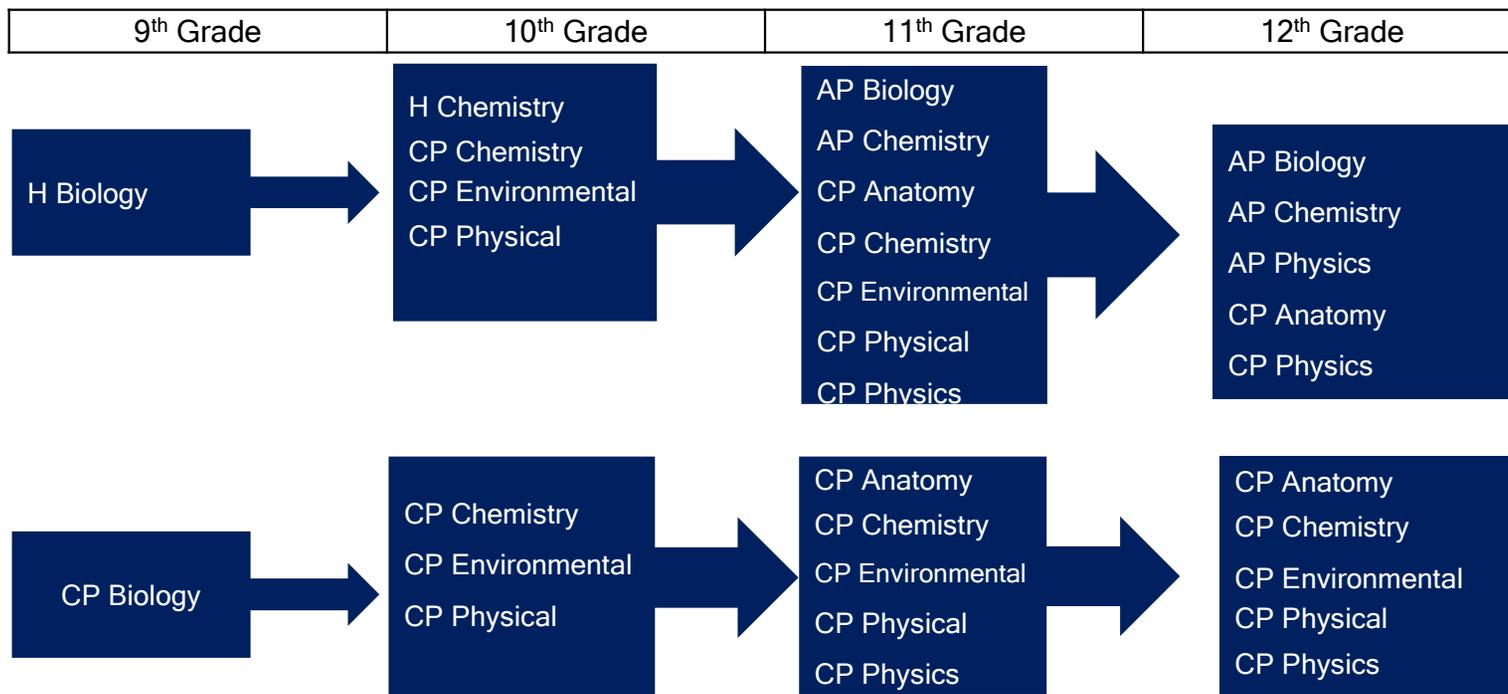 9th Grade
10th Grade
11th Grade
12th Grade
H Biology
H Chemistry
CP Chemistry
CP Environmental
CP Physical
AP Biology
AP Chemistry
CP Anatomy
CP Chemistry
CP Environmental
CP Physical
CP Physics
AP Biology
AP Chemistry
AP Physics
CP Anatomy
CP Physics
CP Biology
CP Chemistry
CP Environmental
CP Physical
CP Anatomy
CP Chemistry
CP Environmental
CP Physical
CP Physics
CP Anatomy
CP Chemistry
CP Environmental
CP Physical
CP Physics